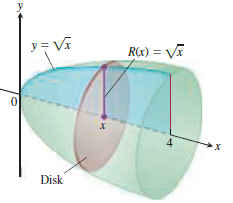 y
y = √x
R(x) = √x
0
x
4
x
Disk